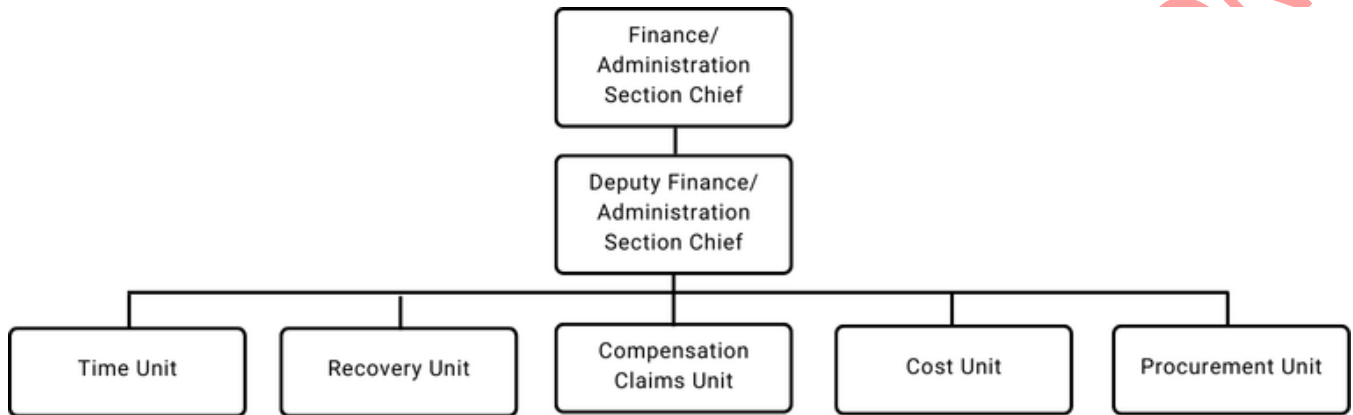 Finance/
Administration
Section Chief
Deputy Finance/
Administration
Section Chief
Time Unit
Recovery Unit
Compensation
Claims Unit
Cost Unit
Procurement Unit